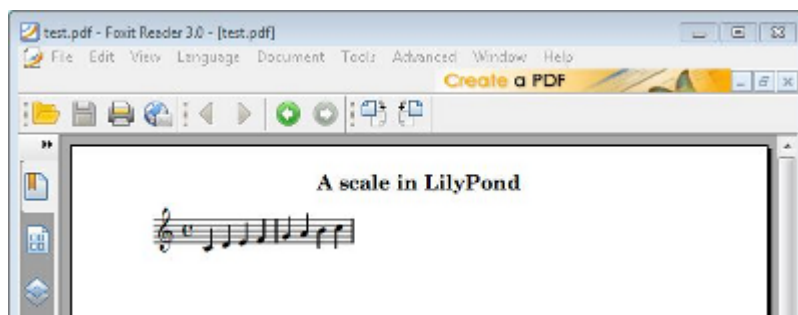 test.pdf - Foxit Reader 3.0 - [test.pdf]
File Edit View Language Document Tools Advanced Window Help
Create a PDF
A scale in LilyPond